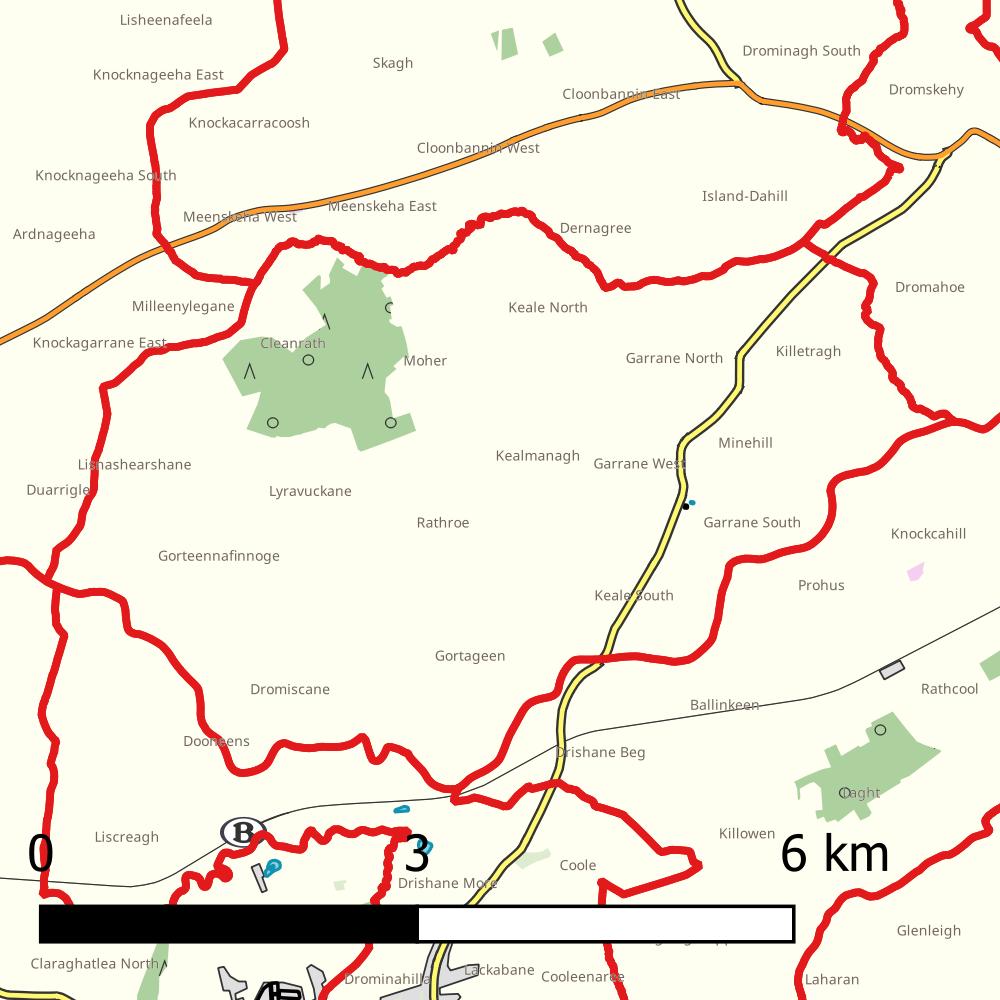 Lisheenafeela
Drominagh South
Skagh
Knocknageeha East
Dromskehy
Cloonbannin East
Knockacarracoosh
Cloonbannin West
Knocknageeha South
Island-Dahill
Meenskeha East
Meenskeha West
Dernagree
Ardnageeha
Dromahoe
Milleenylegane
Keale North
Knockagarrane East
Cleanrath
Killetragh
Garrane North
Moher
Minehill
Kealmanagh
Garrane West
Lisnashearshane
Duarrigle
Lyravuckane
Rathroe
Garrane South
Knockcahill
Gorteennafinnoge
Prohus
Keale South
Gortageen
Dromiscane
Rathcool
Ballinkeen
Dooneens
Drishane Beg
Laght
B
Liscreagh
Killowen
0 3 6 km
Coole
Drishane More
Glenleigh
Claraghatlea North
Lackabane
Drominahilla
Cooleenaree
Laharan